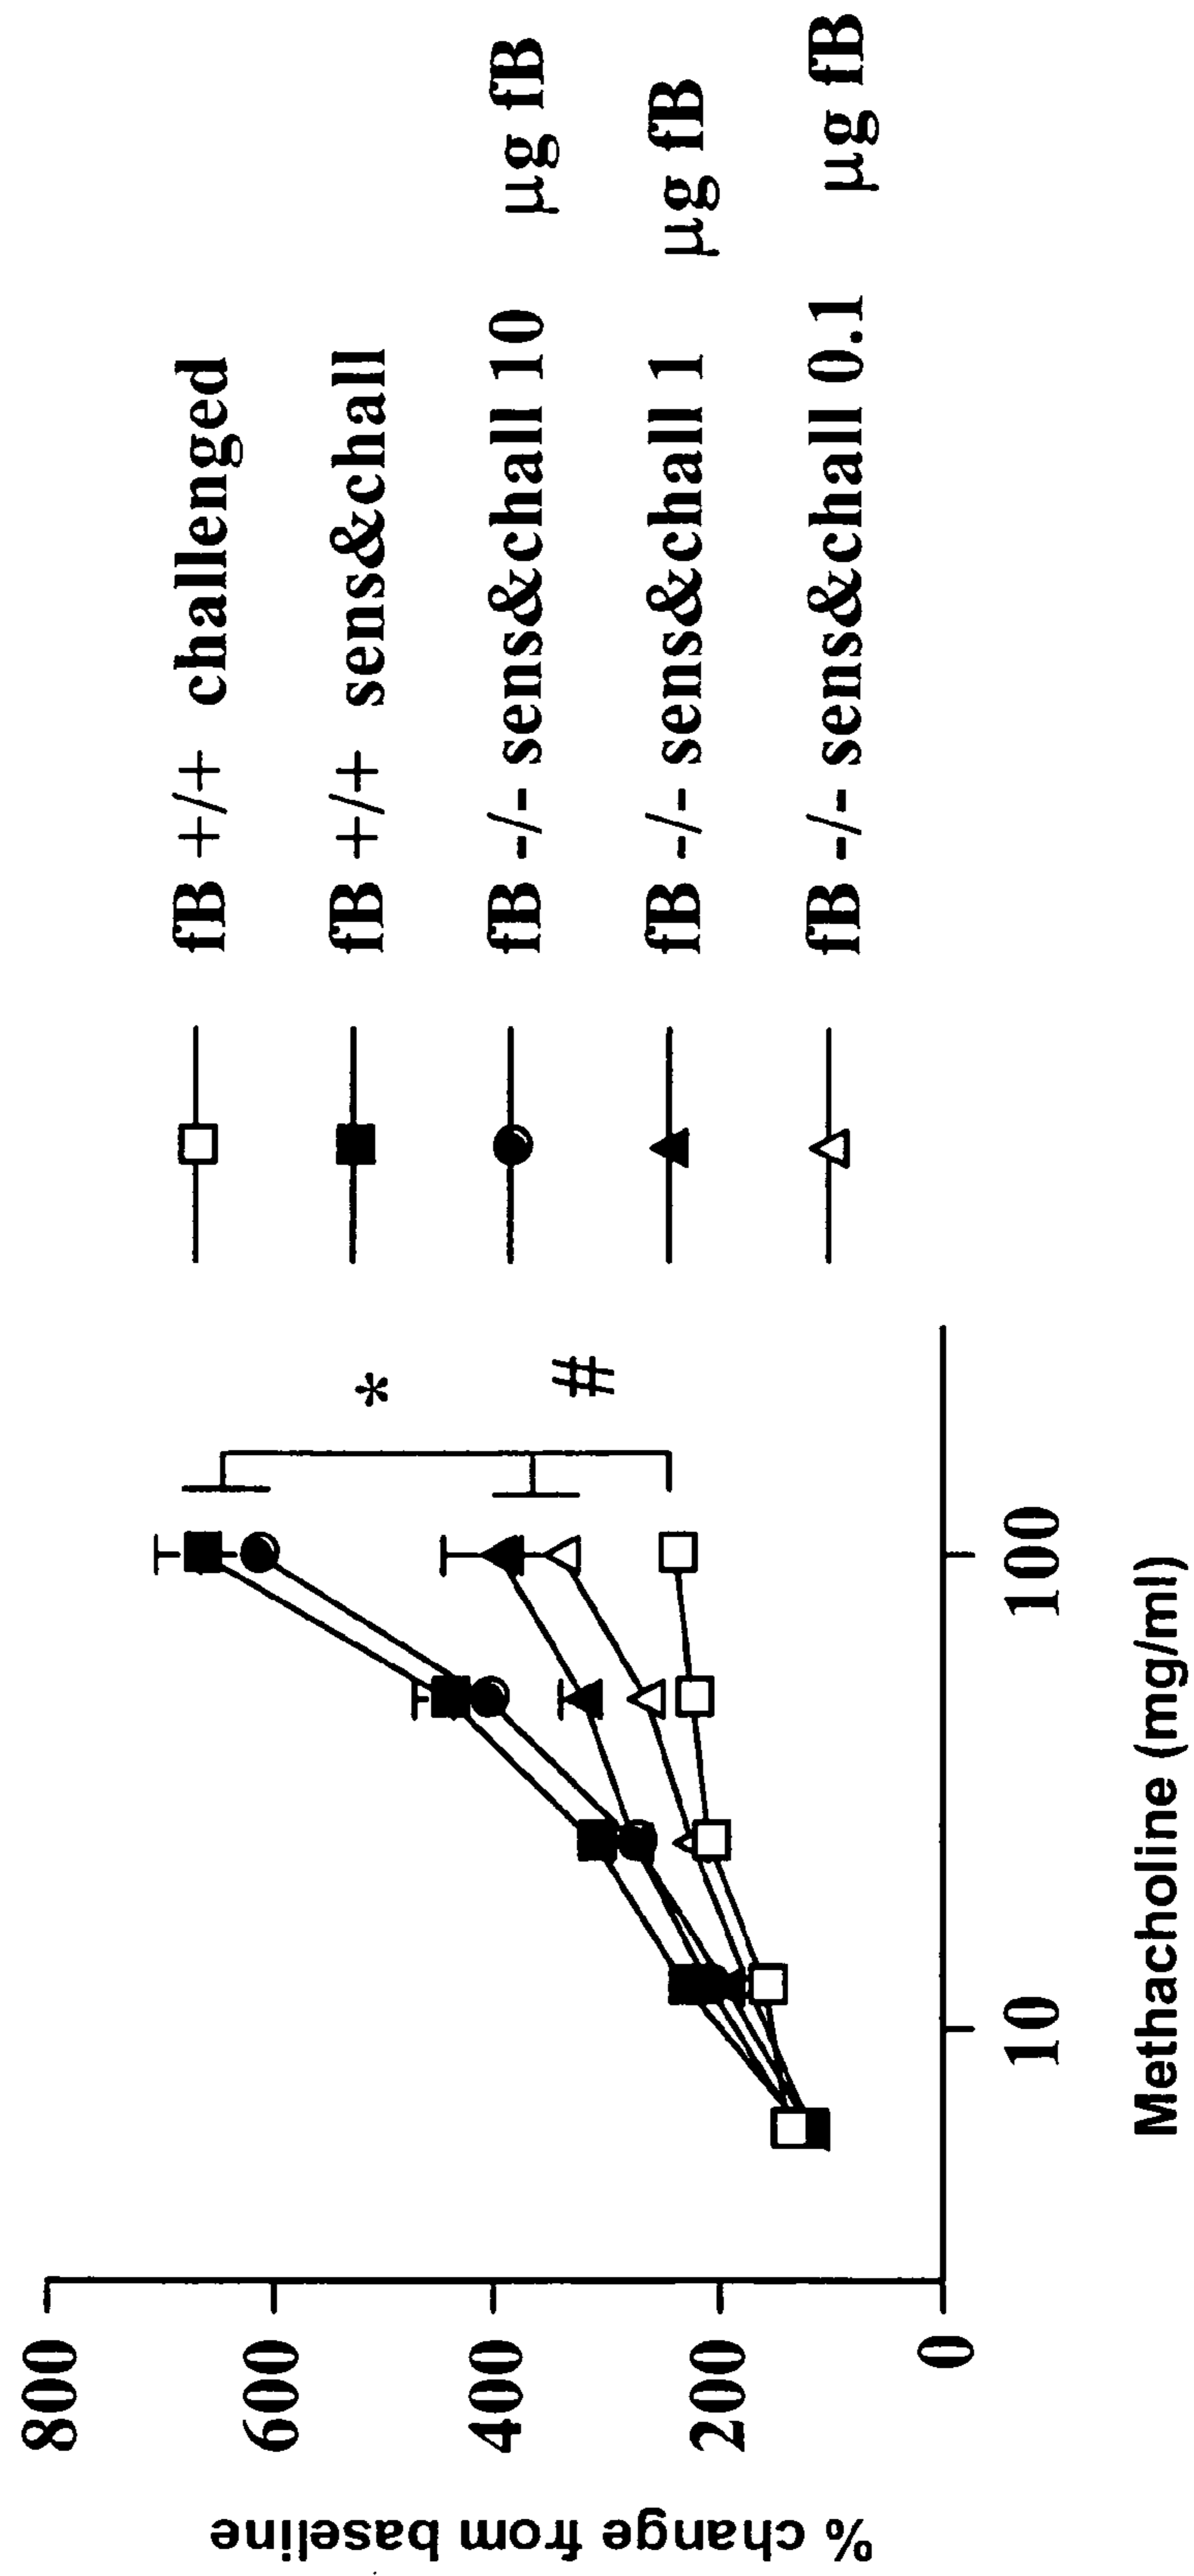 % change from baseline
800
600
400
200
0
10
100
Methacholine (mg/ml)
*
#
fB +/+ challenged
fB +/+ sens&chall
fB -/- sens&chall 10 µg fB
fB -/- sens&chall 1 µg fB
fB -/- sens&chall 0.1 µg fB